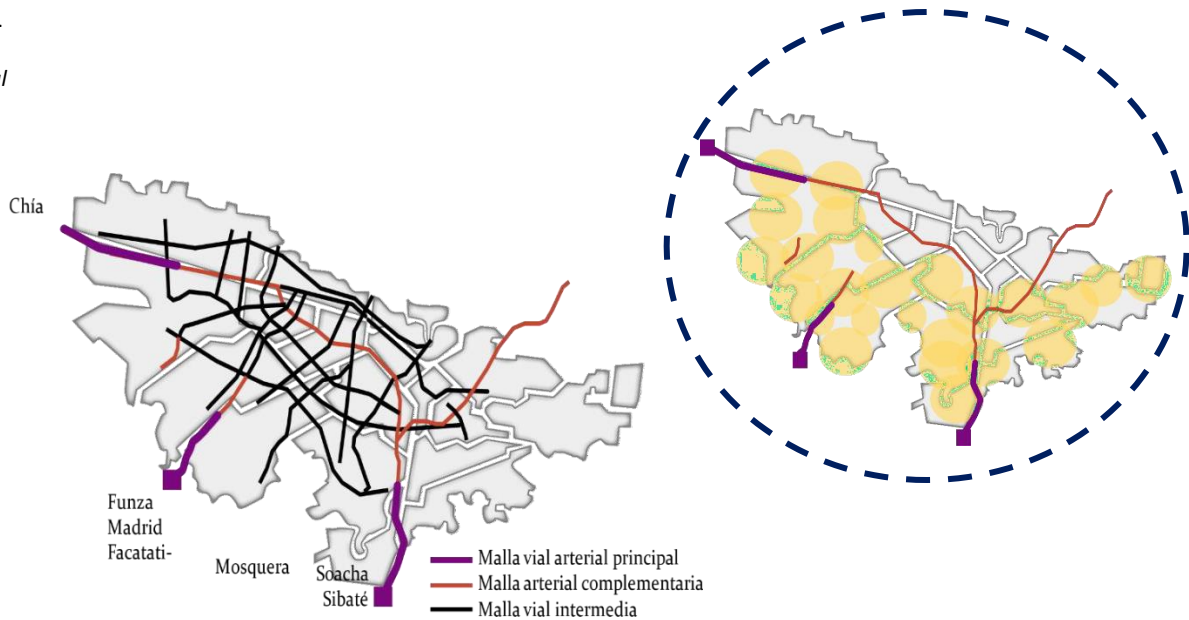 Chía
Funza
Madrid
Facatati-
Mosquera
Soacha
Sibaté
Malla vial arterial principal
Malla arterial complementaria
Malla vial intermedia